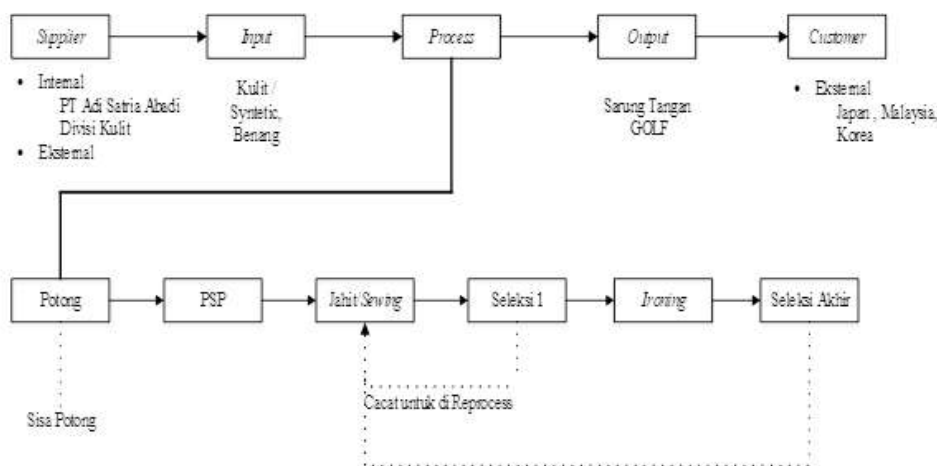 Supplier
Input
Process
Output
Customer
• Internal
PT Adi Satria Abadi
Divisi Kulit
• Eksternal
Kulit /
Syntetic,
Benang
Sarung Tangan
GOLF
• Eksternal
Japan , Malaysia,
Korea
Potong
PSP
Jahit/Sewing
Seleksi 1
Ironing
Seleksi Akhir
Cacat untuk di Reprocess
Sisa Potong